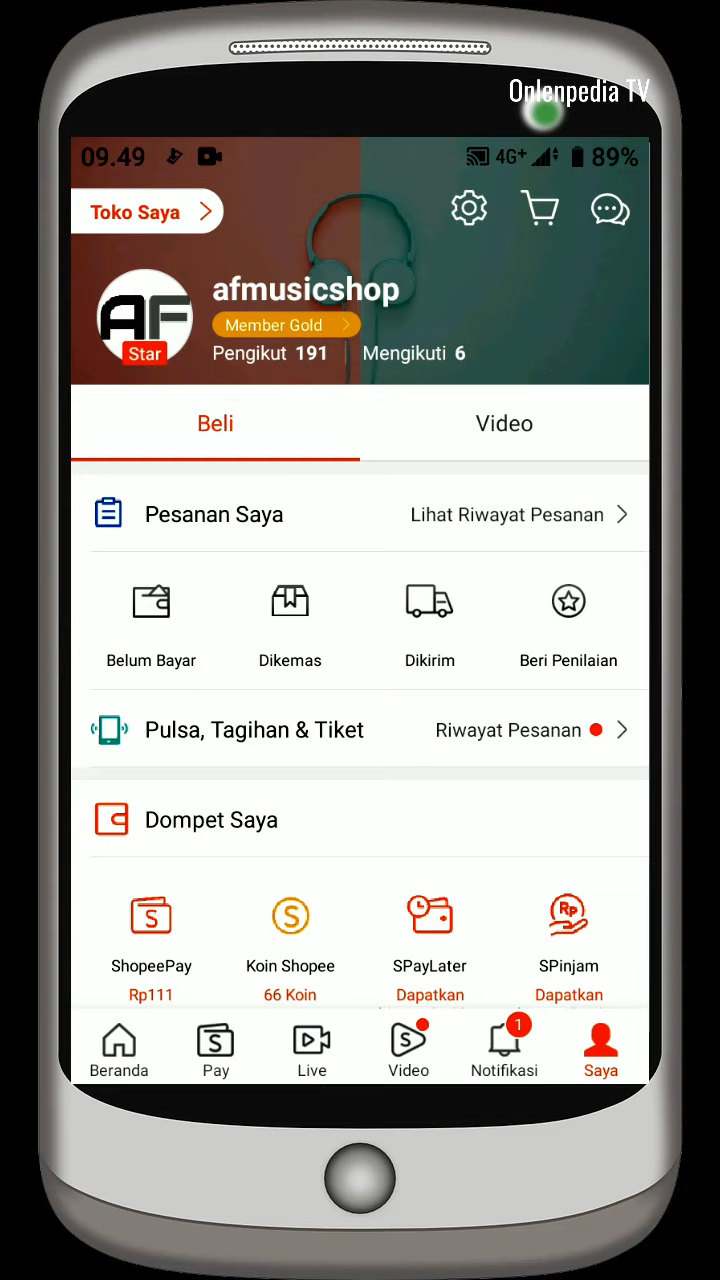 Onlenpedia TV
09.49 4G+ 89%
Toko Saya
AF
Star
afmusicshop
Member Gold
Pengikut 191 Mengikuti 6
Beli Video
Pesanan Saya Lihat Riwayat Pesanan
Belum Bayar Dikemas Dikirim Beri Penilaian
Pulsa, Tagihan & Tiket Riwayat Pesanan
Dompet Saya
S S Rp
ShopeePay Koin Shopee SPayLater SPinjam
Rp111 66 Koin Dapatkan Dapatkan
S S 1
Beranda Pay Live Video Notifikasi Saya